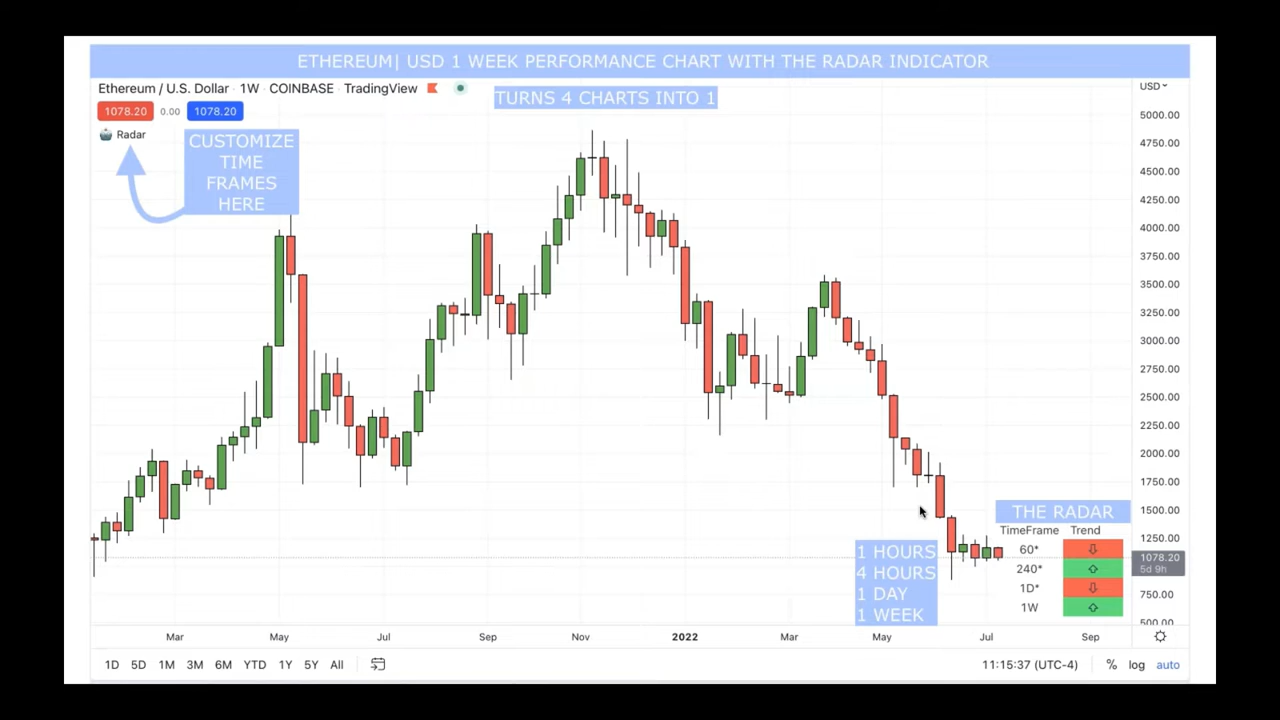 ETHEREUM| USD 1 WEEK PERFORMANCE CHART WITH THE RADAR INDICATOR
Ethereum / U.S. Dollar · 1W · COINBASE · TradingView
TURNS 4 CHARTS INTO 1
USD
1078.20 0.00 1078.20
Radar
CUSTOMIZE
TIME
FRAMES
HERE
5000.00
4750.00
4500.00
4250.00
4000.00
3750.00
3500.00
3250.00
3000.00
2750.00
2500.00
2250.00
2000.00
1750.00
1500.00
1250.00
1078.20
5d 9h
750.00
500.00
THE RADAR
TimeFrame Trend
60*
240*
1D*
1W
1 HOURS
4 HOURS
1 DAY
1 WEEK
Mar May Jul Sep Nov 2022 Mar May Jul Sep
1D 5D 1M 3M 6M YTD 1Y 5Y All
11:15:37 (UTC-4) % log auto